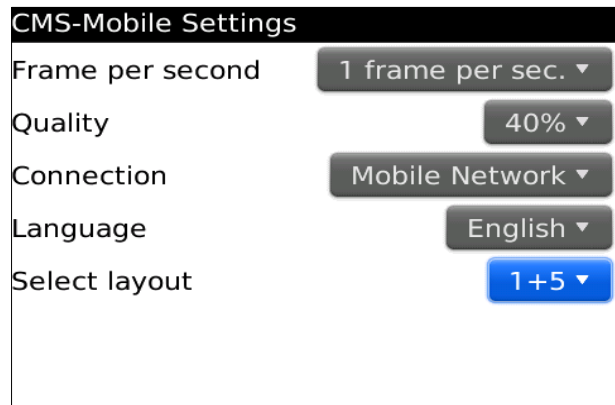 CMS-Mobile Settings
Frame per second 1 frame per sec.
Quality 40%
Connection Mobile Network
Language English
Select layout 1+5